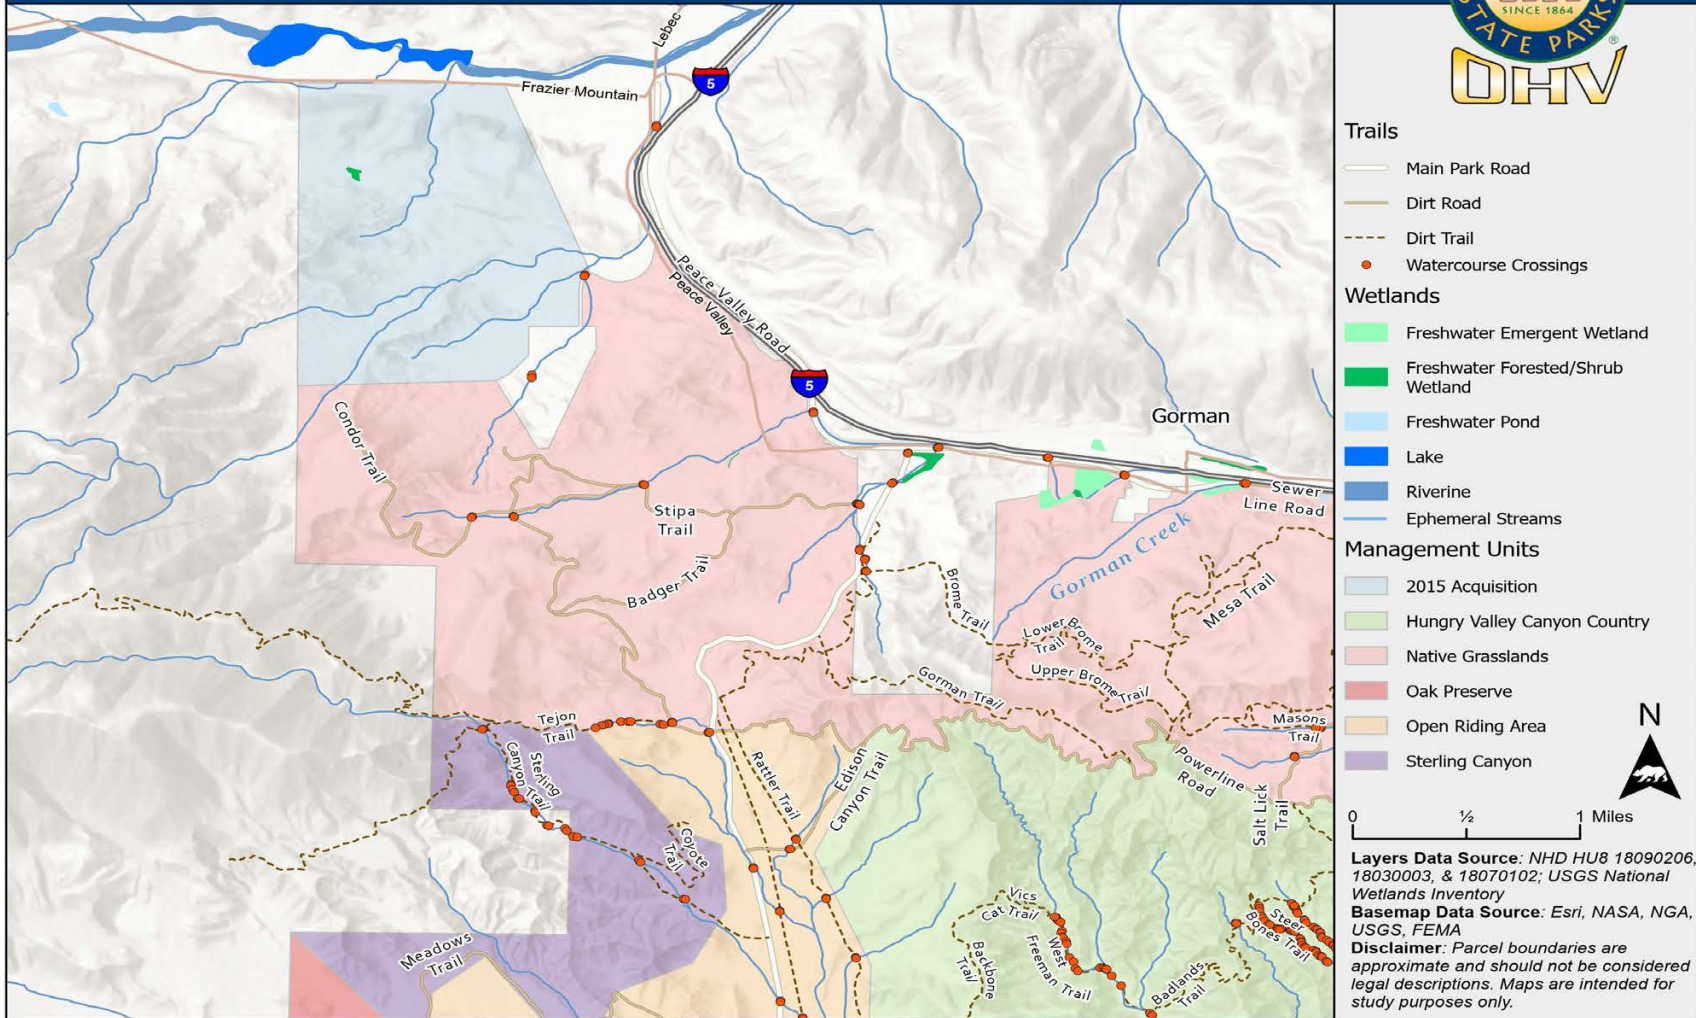 SINCE 1864
STATE PARKS
®
OHV
Lebec
5
Frazier Mountain
Peace Valley Road
Peace Valley
5
Gorman
Condor Trail
Sewer
Line Road
Stipa
Trail
Gorman Creek
Badger Trail
Brome
Trail
Mesa Trail
Lower Brome
Trail
Upper Brome Trail
Gorman Trail
Tejon
Trail
Masons
Trail
Sterling
Canyon Trail
Rattler Trail
Edison
Canyon Trail
Powerline
Road
Salt Lick
Trail
Coyote
Trail
Vics
Cat Trail
Steer
Bones Trail
Meadows
Trail
Backbone
Trail
West
Freeman Trail
Badlands
Trail
Trails
Main Park Road
Dirt Road
Dirt Trail
Watercourse Crossings
Wetlands
Freshwater Emergent Wetland
Freshwater Forested/Shrub
Wetland
Freshwater Pond
Lake
Riverine
Ephemeral Streams
Management Units
2015 Acquisition
Hungry Valley Canyon Country
Native Grasslands
Oak Preserve
Open Riding Area
Sterling Canyon
N
0 ½ 1 Miles
Layers Data Source: NHD HU8 18090206,
18030003, & 18070102; USGS National
Wetlands Inventory
Basemap Data Source: Esri, NASA, NGA,
USGS, FEMA
Disclaimer: Parcel boundaries are
approximate and should not be considered
legal descriptions. Maps are intended for
study purposes only.